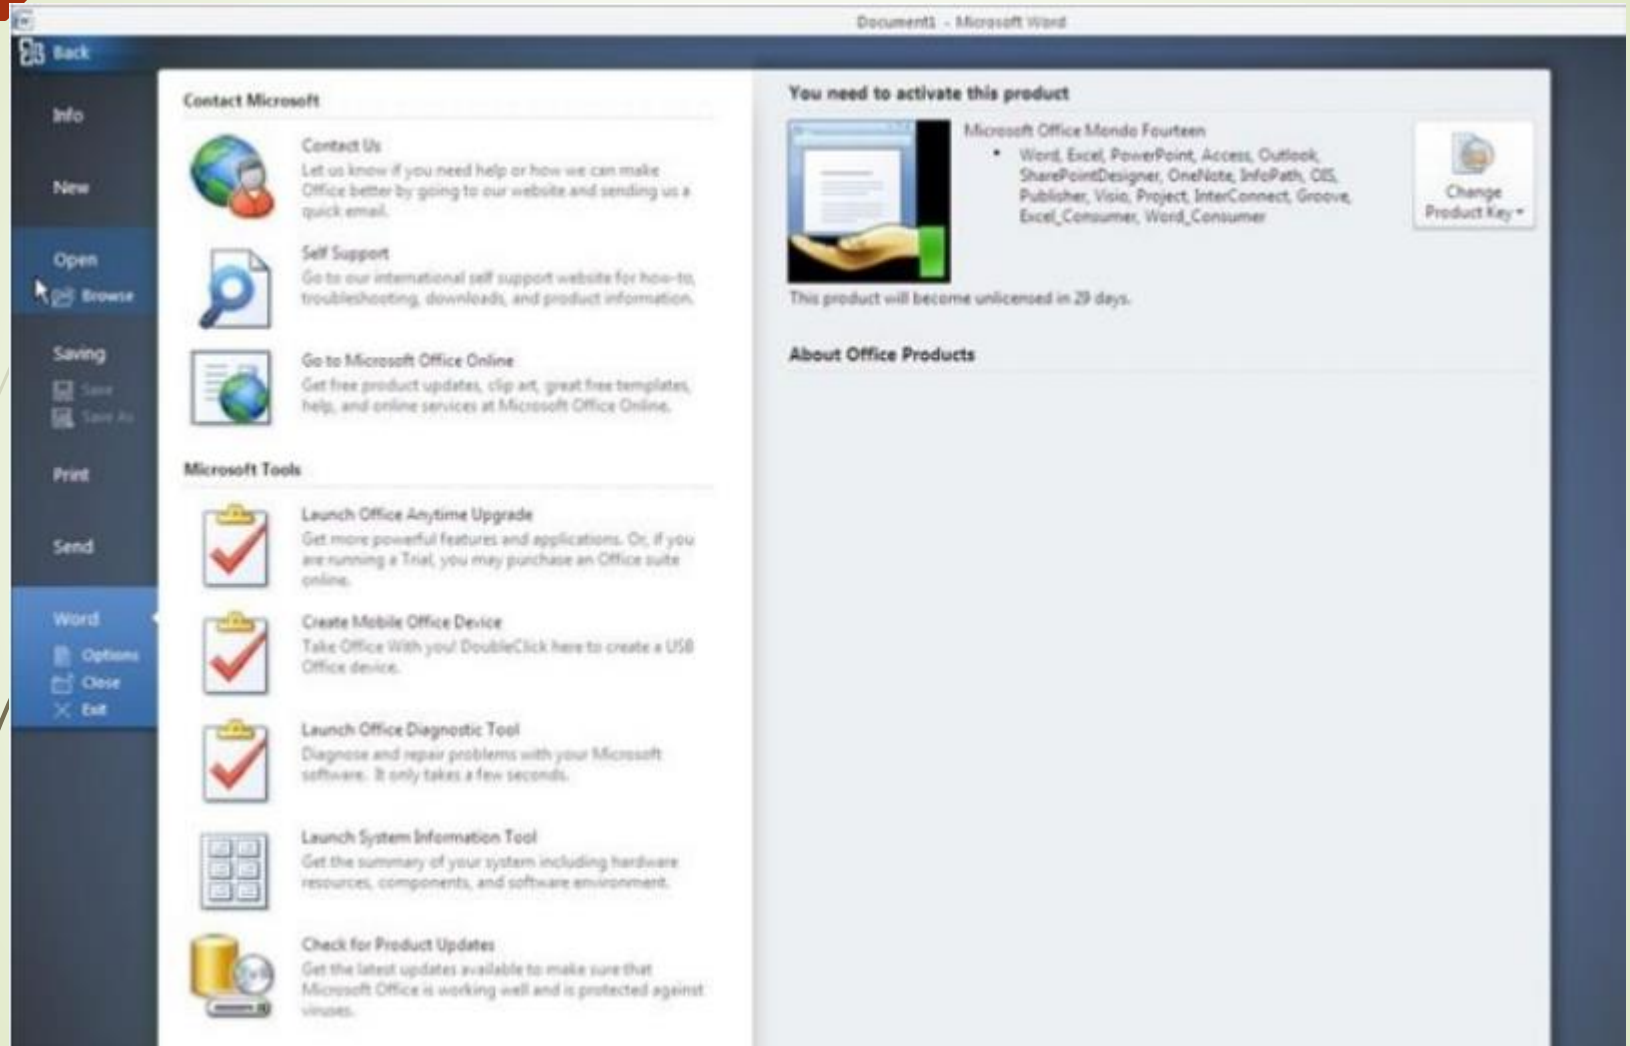 Document1 - Microsoft Word
Back
Info
New
Open
Browse
Saving
Save
Save As
Print
Send
Word
Options
Close
Exit
Contact Microsoft
Contact Us
Let us know if you need help or how we can make
Office better by going to our website and sending us a
quick email.
Self Support
Go to our international self support website for how-to,
troubleshooting, downloads, and product information.
Go to Microsoft Office Online
Get free product updates, clip art, great free templates,
help, and online services at Microsoft Office Online.
Microsoft Tools
Launch Office Anytime Upgrade
Get more powerful features and applications. Or, if you
are running a Trial, you may purchase an Office suite
online.
Create Mobile Office Device
Take Office With you! DoubleClick here to create a USB
Office device.
Launch Office Diagnostic Tool
Diagnose and repair problems with your Microsoft
software. It only takes a few seconds.
Launch System Information Tool
Get the summary of your system including hardware
resources, components, and software environment.
Check for Product Updates
Get the latest updates available to make sure that
Microsoft Office is working well and is protected against
viruses.
You need to activate this product
Microsoft Office Mondo Fourteen
• Word, Excel, PowerPoint, Access, Outlook,
SharePointDesigner, OneNote, InfoPath, OIS,
Publisher, Visio, Project, InterConnect, Groove,
Excel_Consumer, Word_Consumer
Change
Product Key
This product will become unlicensed in 29 days.
About Office Products